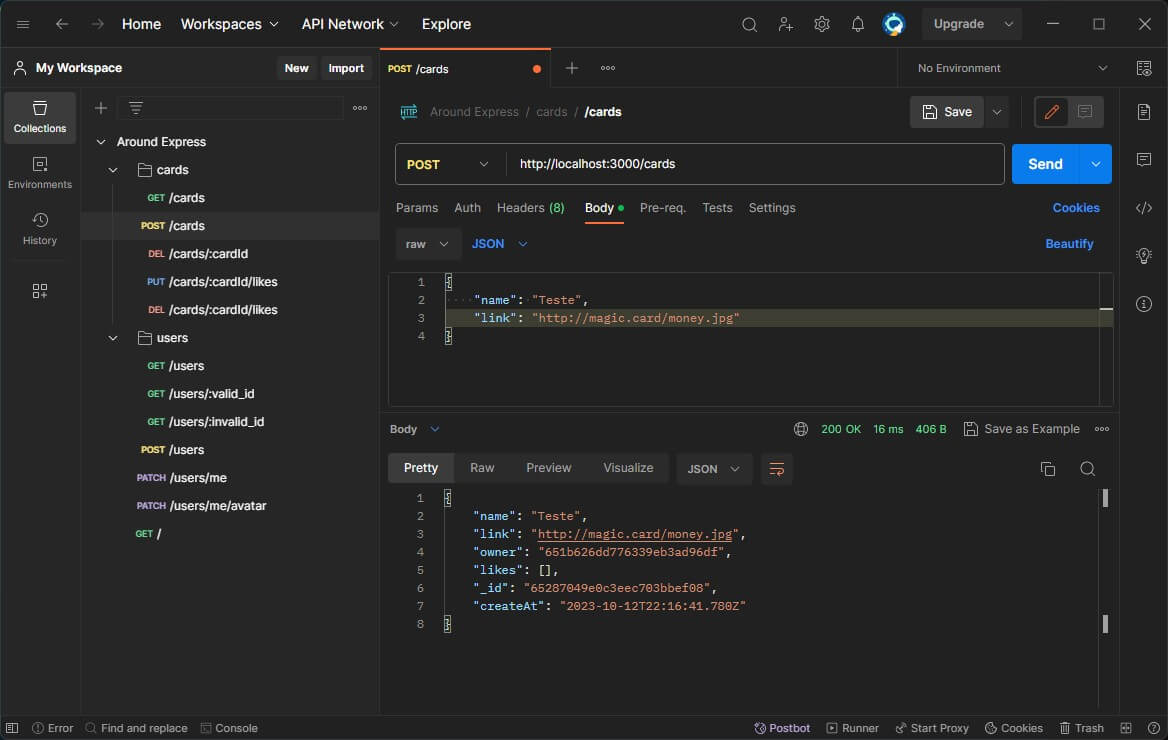 Home Workspaces API Network Explore Upgrade
My Workspace New Import POST /cards No Environment
Collections
Environments
History
Around Express
cards
GET /cards
POST /cards
DEL /cards/:cardId
PUT /cards/:cardId/likes
DEL /cards/:cardId/likes
users
GET /users
GET /users/:valid_id
GET /users/:invalid_id
POST /users
PATCH /users/me
PATCH /users/me/avatar
GET /
HTTP Around Express / cards / /cards Save
POST http://localhost:3000/cards Send
Params Auth Headers (8) Body Pre-req. Tests Settings Cookies
raw JSON Beautify
1 {
2 "name": "Teste",
3 "link": "http://magic.card/money.jpg"
4 }
Body 200 OK 16 ms 406 B Save as Example
Pretty Raw Preview Visualize JSON
1 {
2 "name": "Teste",
3 "link": "http://magic.card/money.jpg",
4 "owner": "651b626dd776339eb3ad96df",
5 "likes": [],
6 "_id": "65287049e0c3eec703bbef08",
7 "createAt": "2023-10-12T22:16:41.780Z"
8 }
Error Find and replace Console Postbot Runner Start Proxy Cookies Trash